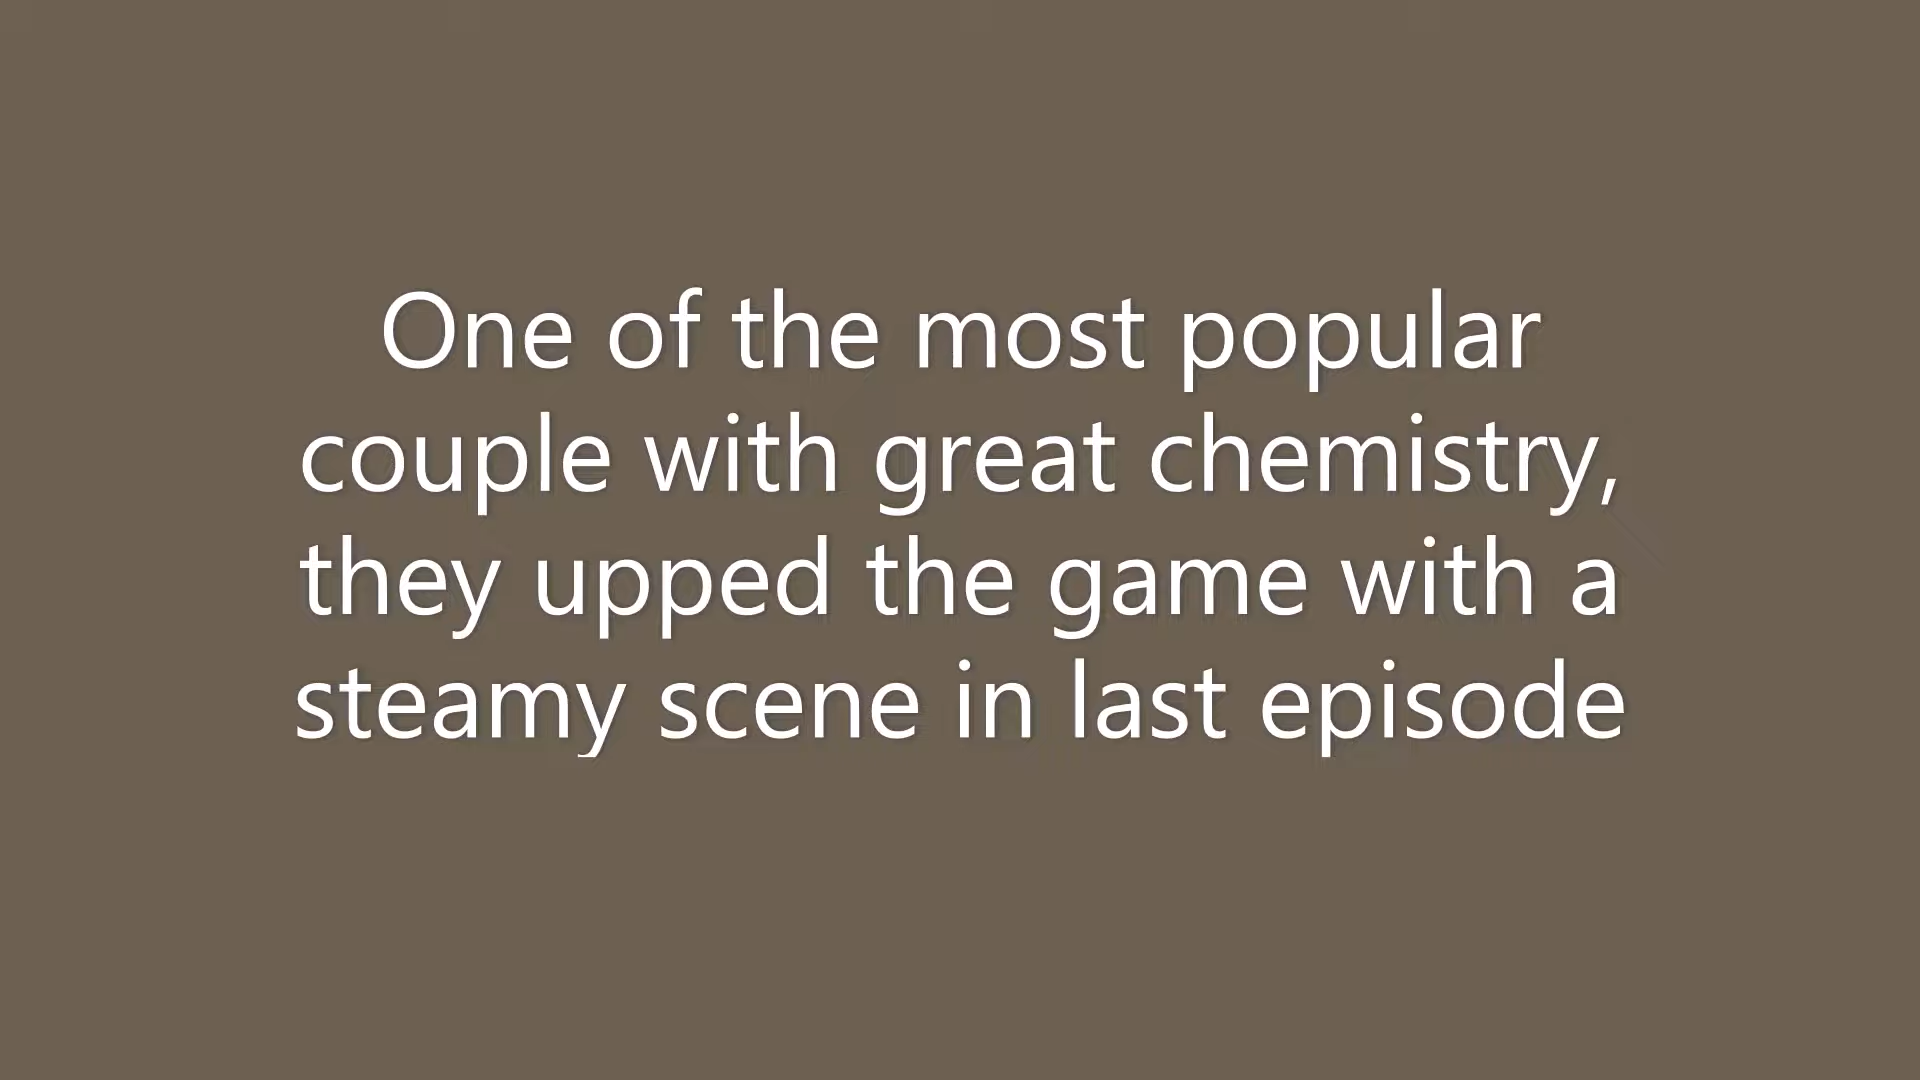 One of the most popular
couple with great chemistry,
they upped the game with a
steamy scene in last episode